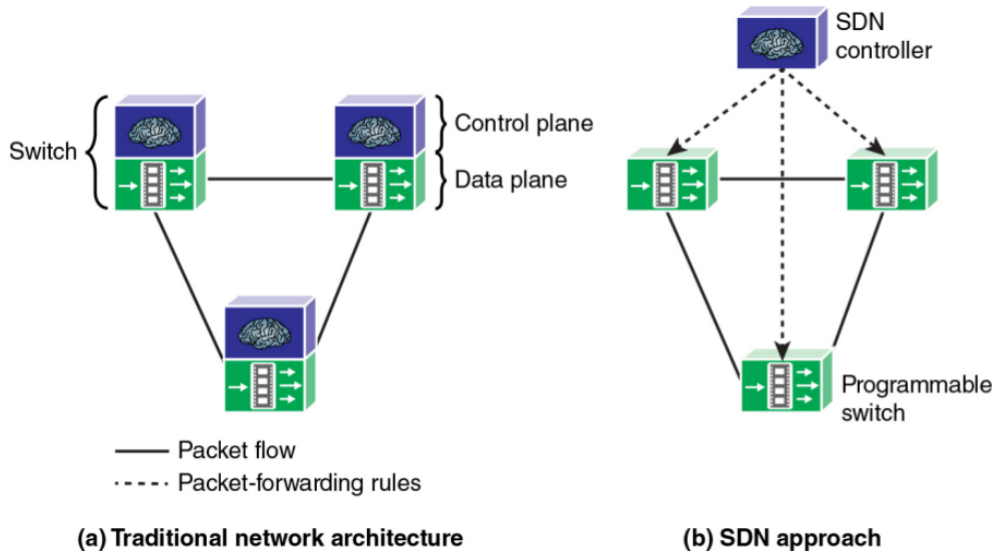 SDN
controller
Switch
Control plane
Data plane
Programmable
switch
Packet flow
Packet-forwarding rules
(a) Traditional network architecture
(b) SDN approach